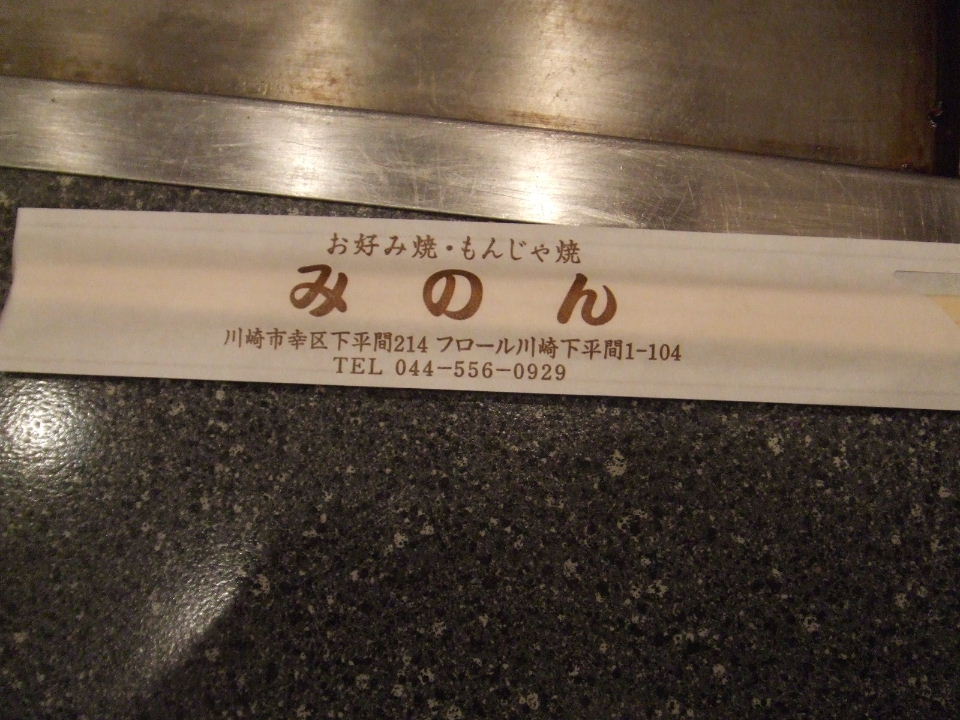 お好み焼・もんじゃ焼
みのん
川崎市幸区下平間214 フロール川崎下平間1-104
TEL 044-556-0929